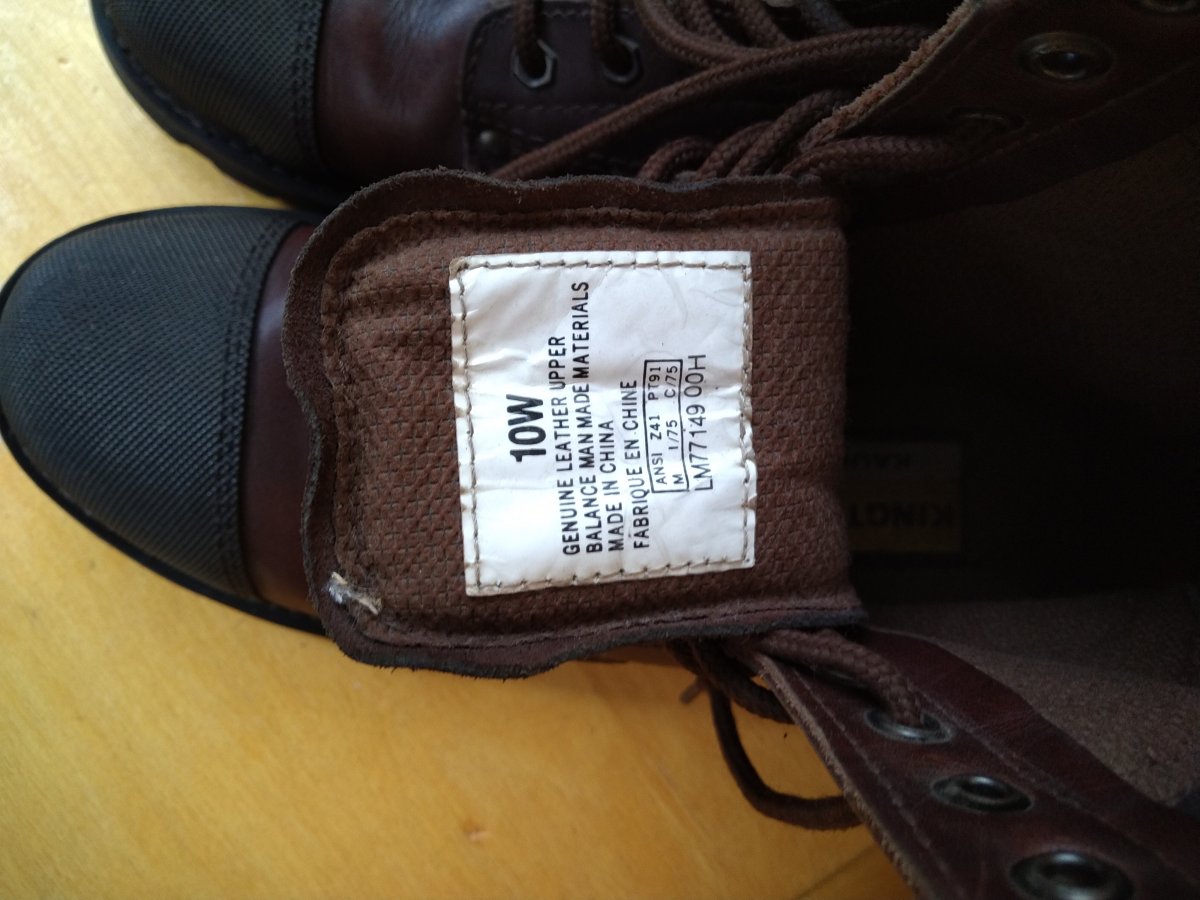 10W
GENUINE LEATHER UPPER
BALANCE MAN MADE MATERIALS
MADE IN CHINA
FABRIQUE EN CHINE
ANSI Z41 PT91
M I/75 C/75
LM77149 00H